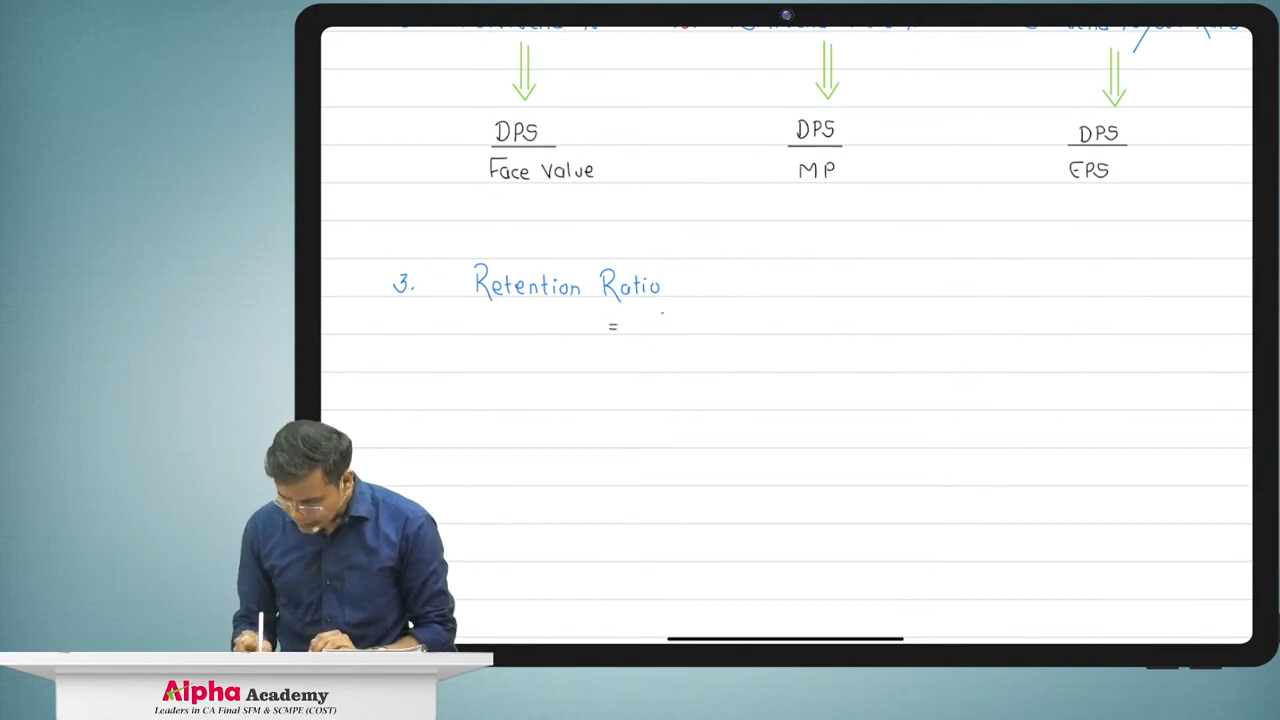 DPS DPS DPS
Face Value MP EPS
3. Retention Ratio
=
Alpha Academy
Leaders in CA Final SFM & SCMPE (COST)